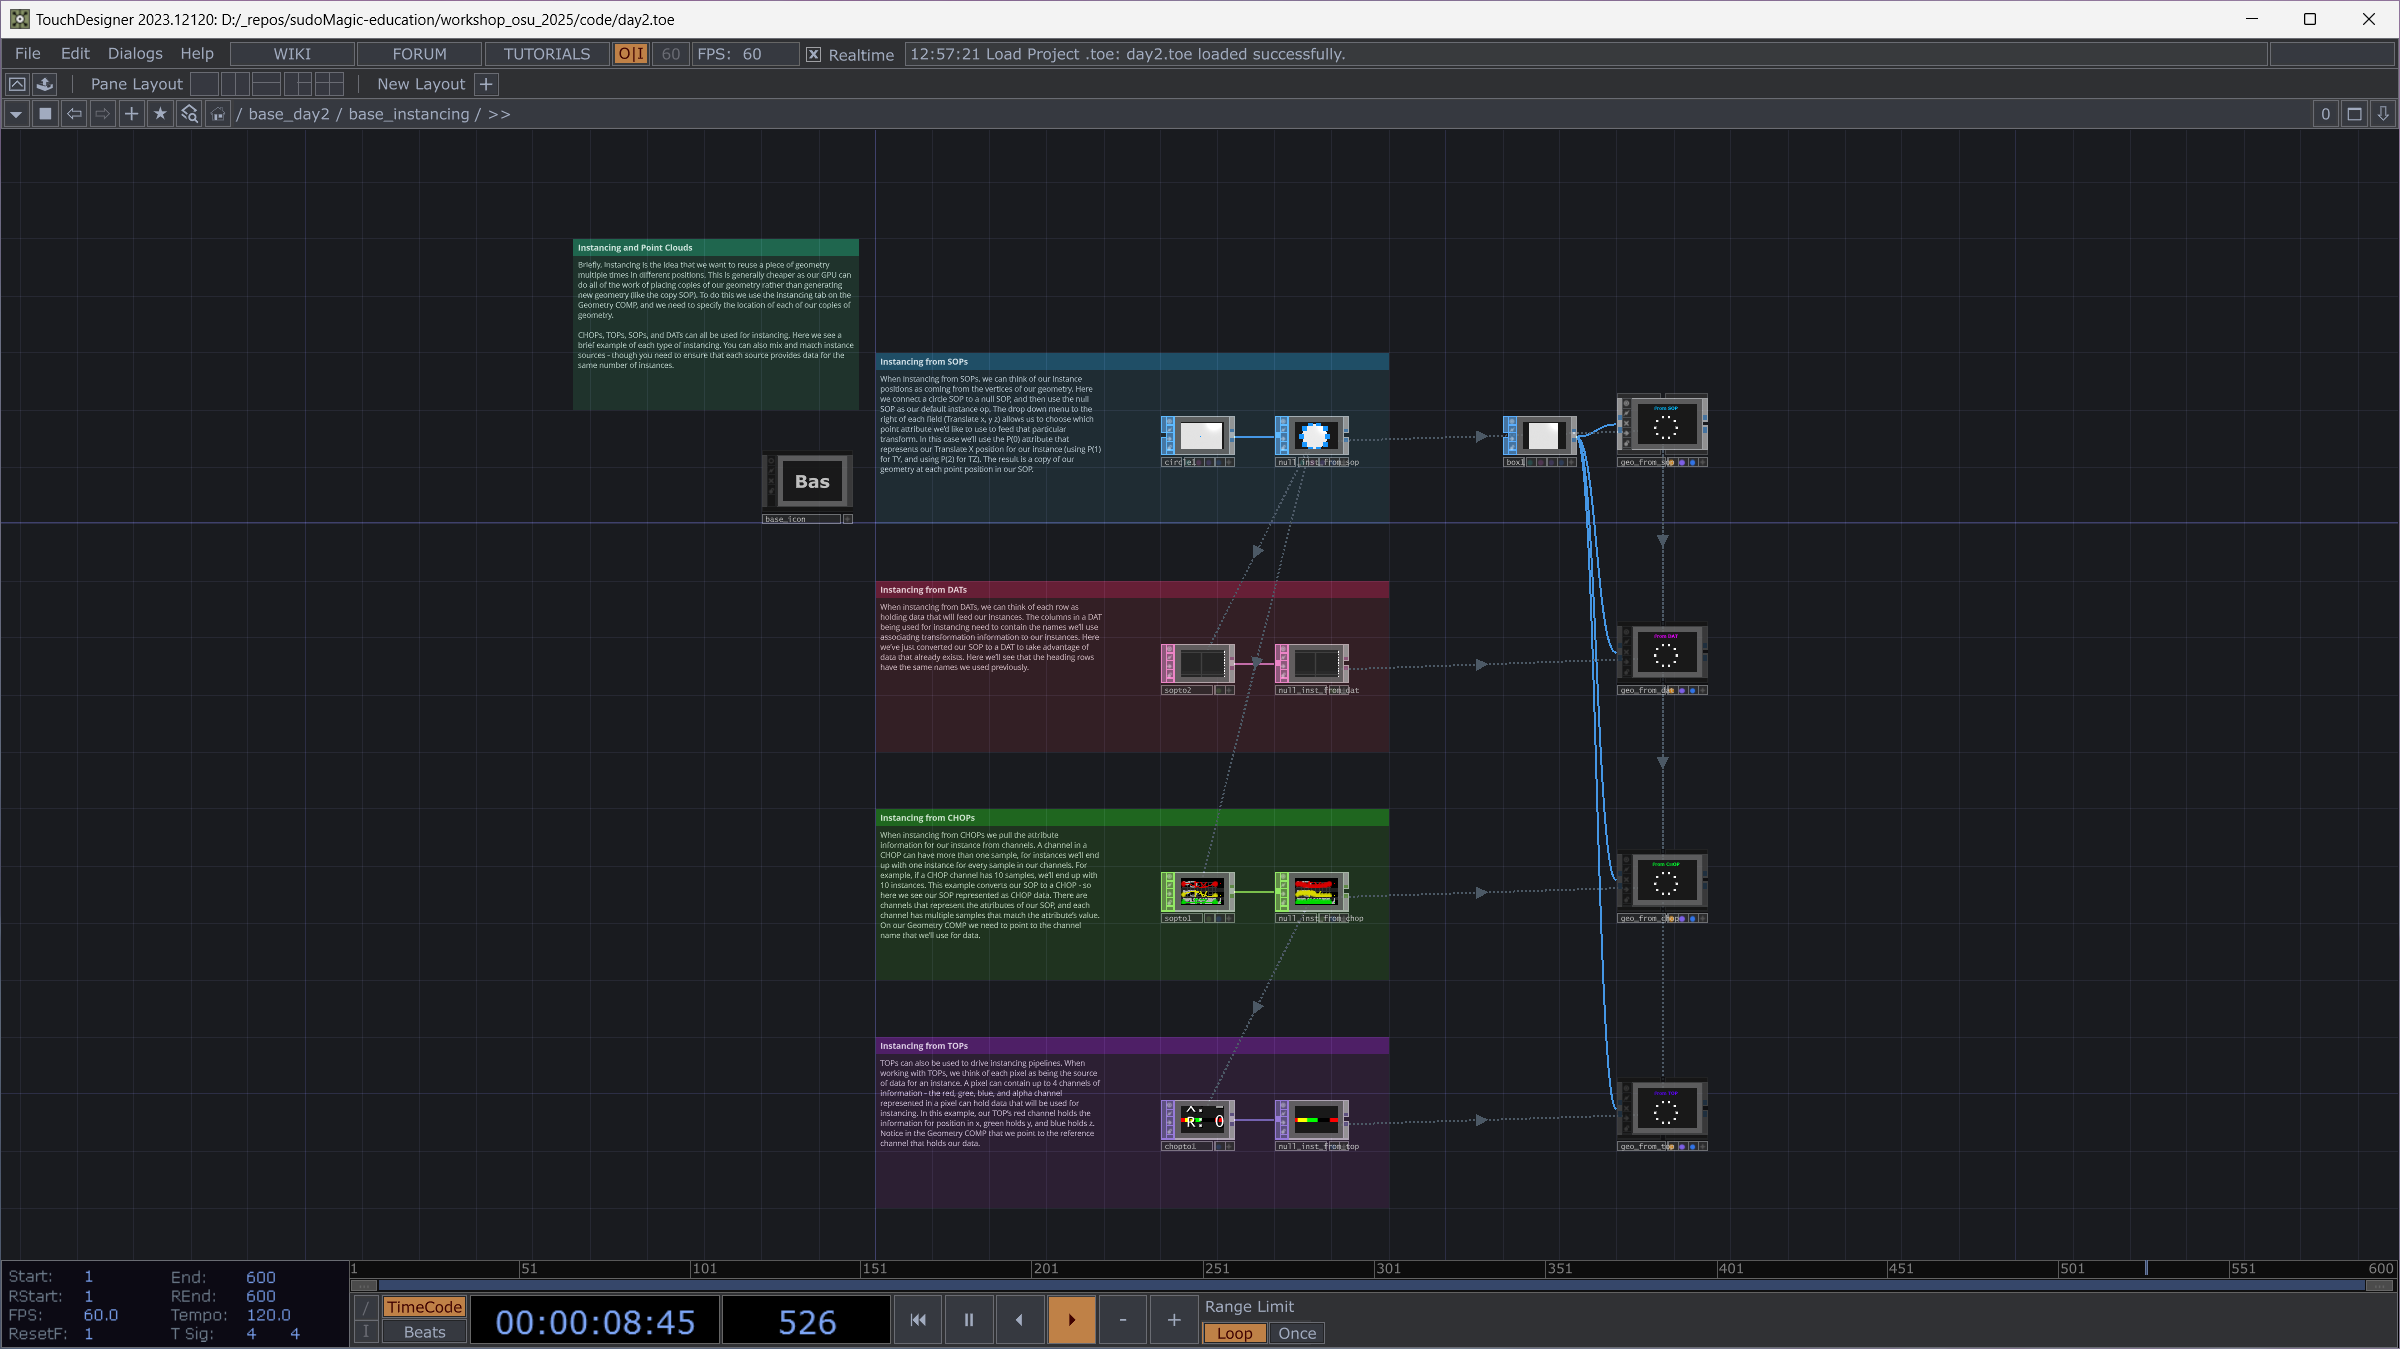 TouchDesigner 2023.12120: D:/_repos/sudoMagic-education/workshop_osu_2025/code/day2.toe
File Edit Dialogs Help WIKI FORUM TUTORIALS O|I 60 FPS: 60 Realtime 12:57:21 Load Project .toe: day2.toe loaded successfully.
Pane Layout New Layout +
/ base_day2 / base_instancing / >> 0
Instancing and Point Clouds
Briefly, instancing is the idea that we want to reuse a piece of geometry
multiple times in different positions. This is generally cheaper as our GPU can
do all of the work of placing copies of our geometry rather than generating
new geometry (like the copy SOP). To do this we use the Instancing tab on the
Geometry COMP, and we need to specify the location of each of our copies of
geometry.
CHOPs, TOPs, SOPs, and DATs can all be used for instancing. Here we see a
brief example of each type of instancing. You can also mix and match instance
sources - though you need to ensure that each source provides data for the
same number of instances.
Bas
base_icon
Instancing from SOPs
When instancing from SOPs, we can think of our instance
positions as coming from the vertices of our geometry. Here
we connect a circle SOP to a null SOP, and then use the null
SOP as our default instance op. The drop down menu to the
right of each field (Translate x, y z) allows us to choose which
point attribute we'd like to use to feed that particular
transform. In this case we'll use the P(0) attribute that
represents our Translate X position for our instance (using P(1)
for TY, and using P(2) for TZ). The result is a copy of our
geometry at each point position in our SOP.
circle1
null_inst_from_sop
box1
From SOP
Instancing from DATs
When instancing from DATs, we can think of each row as
holding data that will feed our instances. The columns in a DAT
being used for instancing need to contain the names we'll use
associating transformation information to our instances. Here
we've just converted our SOP to a DAT to take advantage of
data that already exists. Here we'll see that the heading rows
have the same names we used previously.
sopto2
null_inst_from_dat
From DAT
Instancing from CHOPs
When instancing from CHOPs we pull the attribute
information for our instance from channels. A channel in a
CHOP can have more than one sample, for instances we'll end
up with one instance for every sample in our channels. For
example, if a CHOP channel has 10 samples, we'll end up with
10 instances. This example converts our SOP to a CHOP - so
here we see our SOP represented as CHOP data. There are
channels that represent the attributes of our SOP, and each
channel has multiple samples that match the attribute's value.
On our Geometry COMP we need to point to the channel
name that we'll use for data.
sopto1
null_inst_from_chop
From CHOP
Instancing from TOPs
TOPs can also be used to drive instancing pipelines. When
working with TOPs, we think of each pixel as being the source
of data for an instance. A pixel can contain up to 4 channels of
information - the red, gree, blue, and alpha channel
represented in a pixel can hold data that will be used for
instancing. In this example, our TOP's red channel holds the
information for position in x, green holds y, and blue holds z.
Notice in the Geometry COMP that we point to the reference
channel that holds our data.
R: 0
chopto1
null_inst_from_top
From TOP
1 51 101 151 201 251 301 351 401 451 501 551 600
Start: 1 End: 600
RStart: 1 REnd: 600
FPS: 60.0 Tempo: 120.0
ResetF: 1 T Sig: 4 4
/ TimeCode
I Beats
00:00:08:45 526
- +
Range Limit
Loop Once